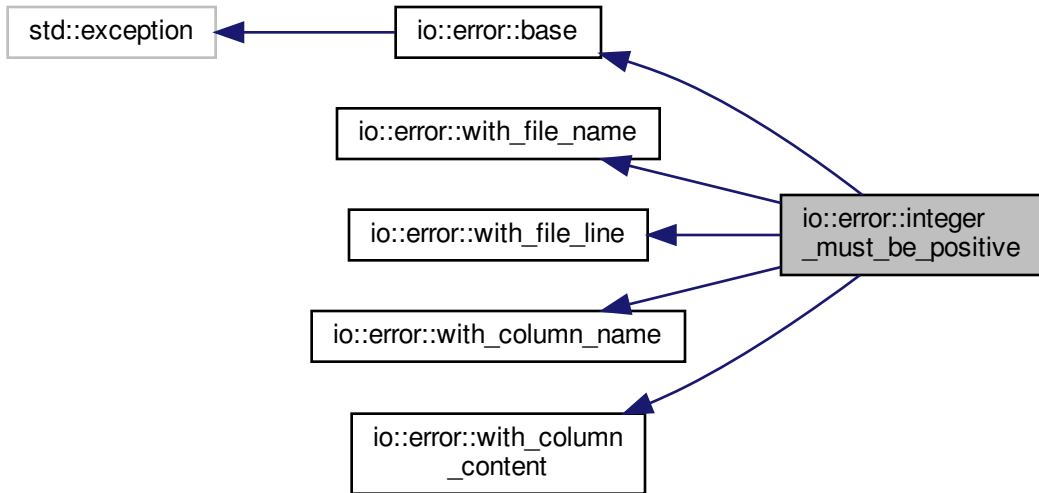 std::exception
io::error::base
io::error::with_file_name
io::error::with_file_line
io::error::integer
_must_be_positive
io::error::with_column_name
io::error::with_column
_content